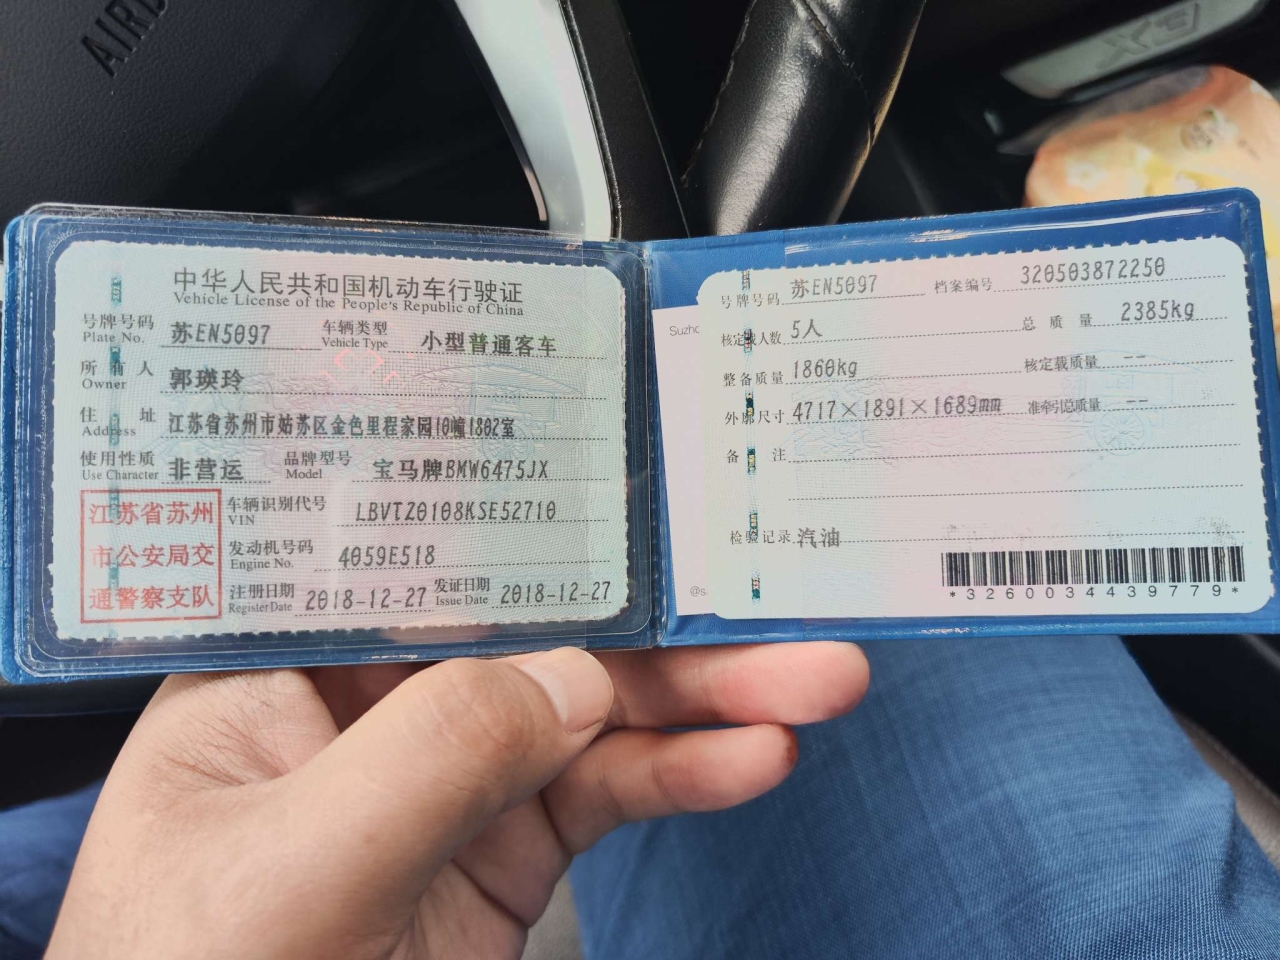 AIRB
X3
中华人民共和国机动车行驶证
Vehicle License of the People's Republic of China
号牌号码 苏EN5097 车辆类型 小型普通客车
Plate No. Vehicle Type
所有人 郭瑛玲
Owner
住址 江苏省苏州市姑苏区金色里程家园10幢1802室
Address
使用性质 非营运 品牌型号 宝马牌BMW6475JX
Use Character Model
江苏省苏州
市公安局交
通警察支队
车辆识别代号 LBVTZ0108KSE52710
VIN
发动机号码 4059E518
Engine No.
注册日期 2018-12-27 发证日期 2018-12-27
Register Date Issue Date
Suzho
@s
号牌号码 苏EN5097 档案编号 320503872250
核定载人数 5人 总质量 2385kg
整备质量 1860kg 核定载质量 --
外廓尺寸 4717×1891×1689mm 准牵引总质量 --
备注
检验记录 汽油
*3260034439779*